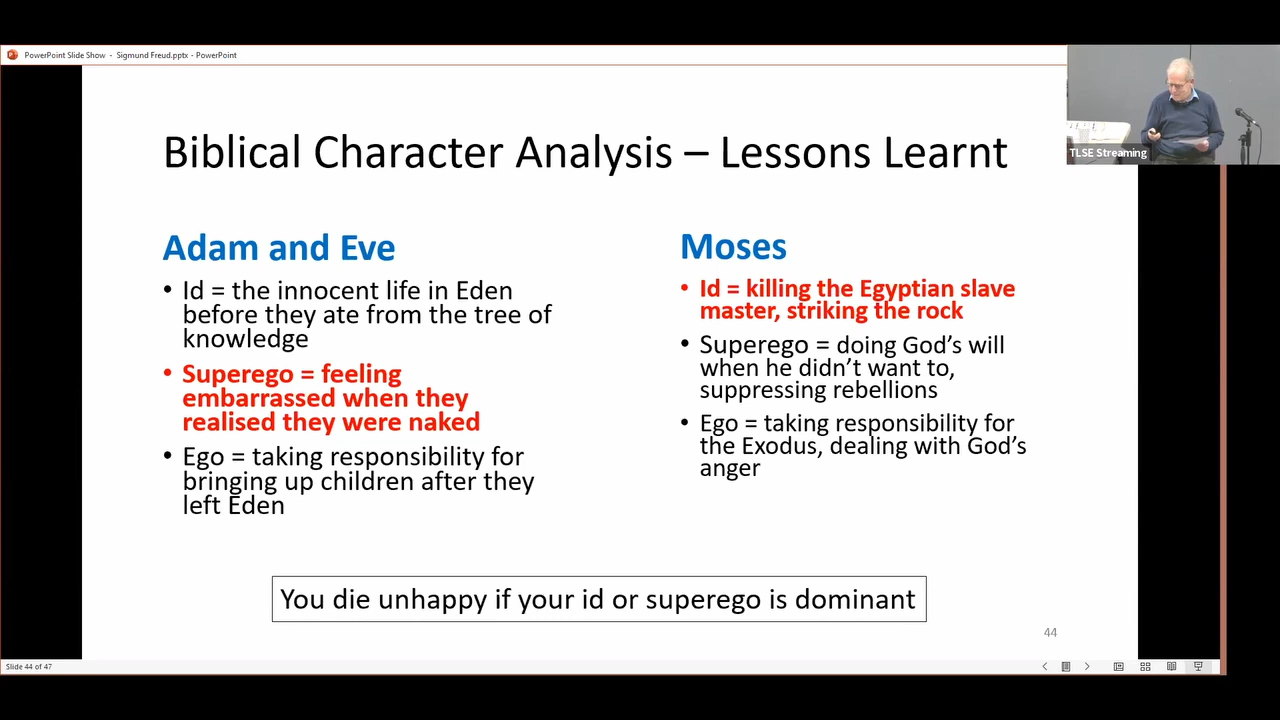 PowerPoint Slide Show - Sigmund Freud.pptx - PowerPoint
TLSE Streaming
Biblical Character Analysis – Lessons Learnt
Adam and Eve
• Id = the innocent life in Eden
before they ate from the tree of
knowledge
• Superego = feeling
embarrassed when they
realised they were naked
• Ego = taking responsibility for
bringing up children after they
left Eden
Moses
• Id = killing the Egyptian slave
master, striking the rock
• Superego = doing God’s will
when he didn’t want to,
suppressing rebellions
• Ego = taking responsibility for
the Exodus, dealing with God’s
anger
You die unhappy if your id or superego is dominant
44
Slide 44 of 47